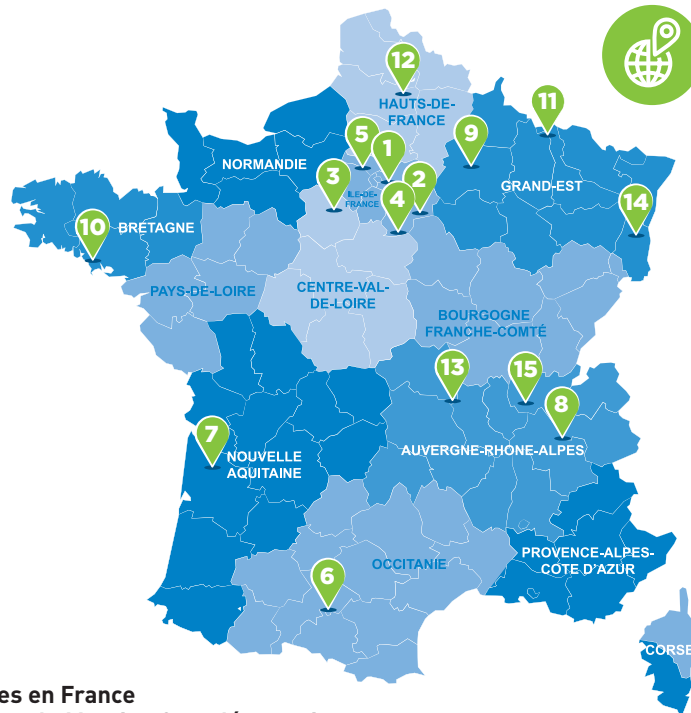 12
HAUTS-DE-
FRANCE
11
5
1
9
NORMANDIE
3
ILE-DE-
FRANCE
2
GRAND-EST
4
14
10
BRETAGNE
PAYS-DE-LOIRE
CENTRE-VAL-
DE-LOIRE
BOURGOGNE
FRANCHE-COMTÉ
13
15
8
7
NOUVELLE
AQUITAINE
AUVERGNE-RHONE-ALPES
PROVENCE-ALPES-
COTE D'AZUR
OCCITANIE
6
CORSE
es en France